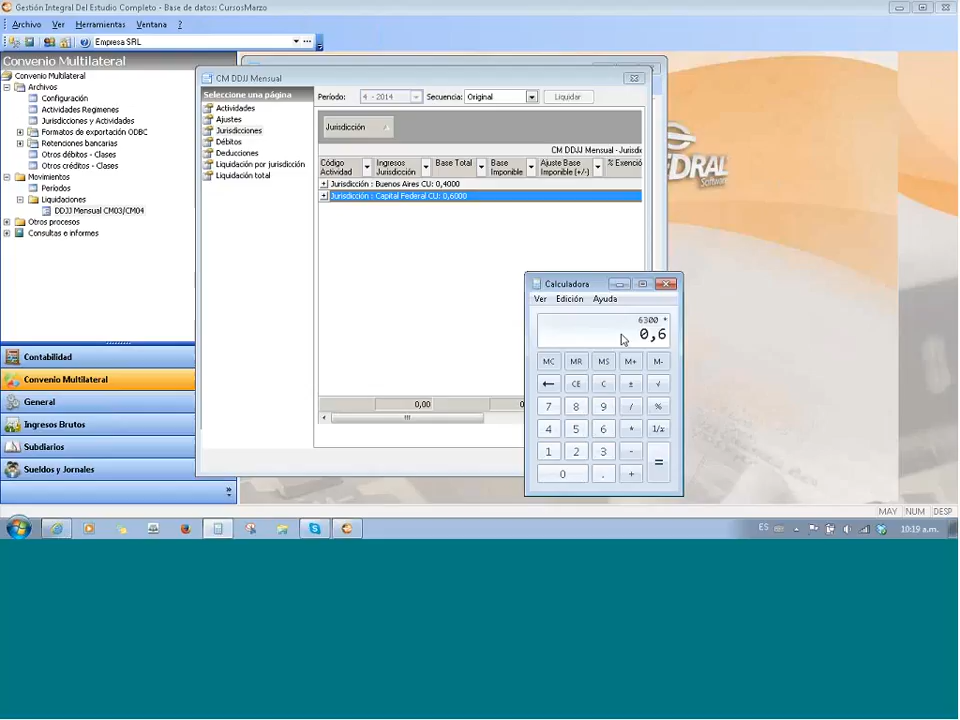 Gestión Integral Del Estudio Completo - Base de datos: CursosMarzo
Archivo Ver Herramientas Ventana ?
Empresa SRL
Convenio Multilateral
Convenio Multilateral
Archivos
Configuración
Actividades Regimenes
Jurisdicciones y Actividades
Formatos de exportación ODBC
Retenciones bancarias
Otros débitos - Clases
Otros créditos - Clases
Movimientos
Períodos
Liquidaciones
DDJJ Mensual CM03/CM04
Otros procesos
Consultas e informes
Contabilidad
Convenio Multilateral
General
Ingresos Brutos
Subdiarios
Sueldos y Jornales
CM DDJJ Mensual
Seleccione una página
Actividades
Ajustes
Jurisdicciones
Débitos
Deducciones
Liquidación por jurisdicción
Liquidación total
Período: 4 - 2014 Secuencia: Original Liquidar
Jurisdicción
CM DDJJ Mensual - Jurisdi
Código Actividad
Ingresos Jurisdicción
Base Total
Base Imponible
Ajuste Base Imponible (+/-)
% Exenció
Jurisdicción : Buenos Aires CU: 0,4000
Jurisdicción : Capital Federal CU: 0,6000
0,00 0
Calculadora
Ver Edición Ayuda
6300 *
0,6
MC MR MS M+ M-
← CE C ± √
7 8 9 / %
4 5 6 * 1/x
1 2 3 - =
0 . +
EDRAL
Software
MAY NUM DESP
ES 10:19 a.m.